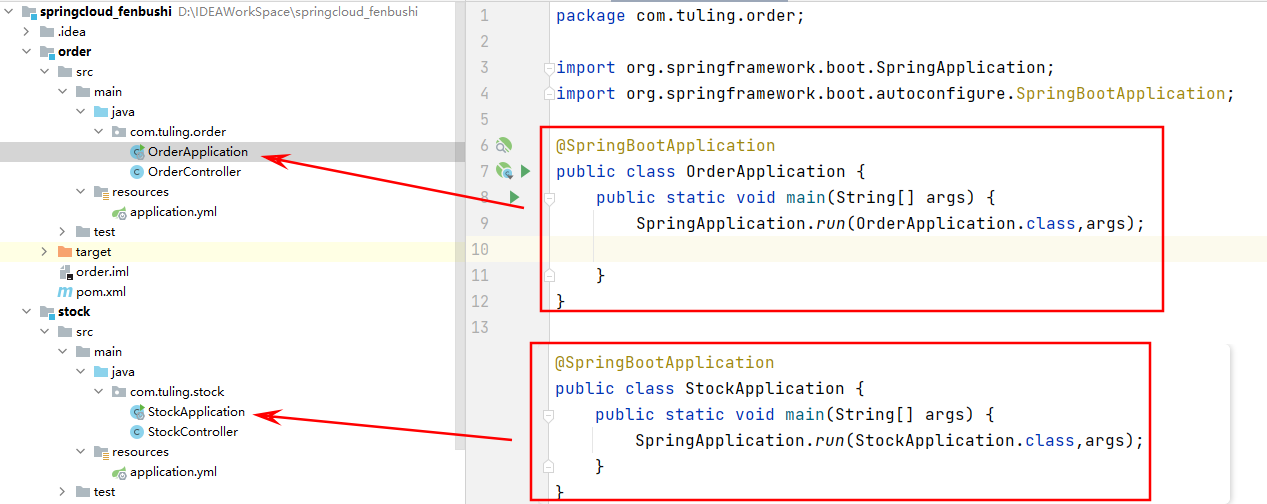 springcloud_fenbushi D:\IDEAWorkSpace\springcloud_fenbushi
.idea
order
src
main
java
com.tuling.order
OrderApplication
OrderController
resources
application.yml
test
target
order.iml
pom.xml
stock
src
main
java
com.tuling.stock
StockApplication
StockController
resources
application.yml
test
1 package com.tuling.order;
2
3 import org.springframework.boot.SpringApplication;
4 import org.springframework.boot.autoconfigure.SpringBootApplication;
5
6 @SpringBootApplication
7 public class OrderApplication {
8 public static void main(String[] args) {
9 SpringApplication.run(OrderApplication.class,args);
10
11 }
12 }
13
@SpringBootApplication
public class StockApplication {
public static void main(String[] args) {
SpringApplication.run(StockApplication.class,args);
}
}